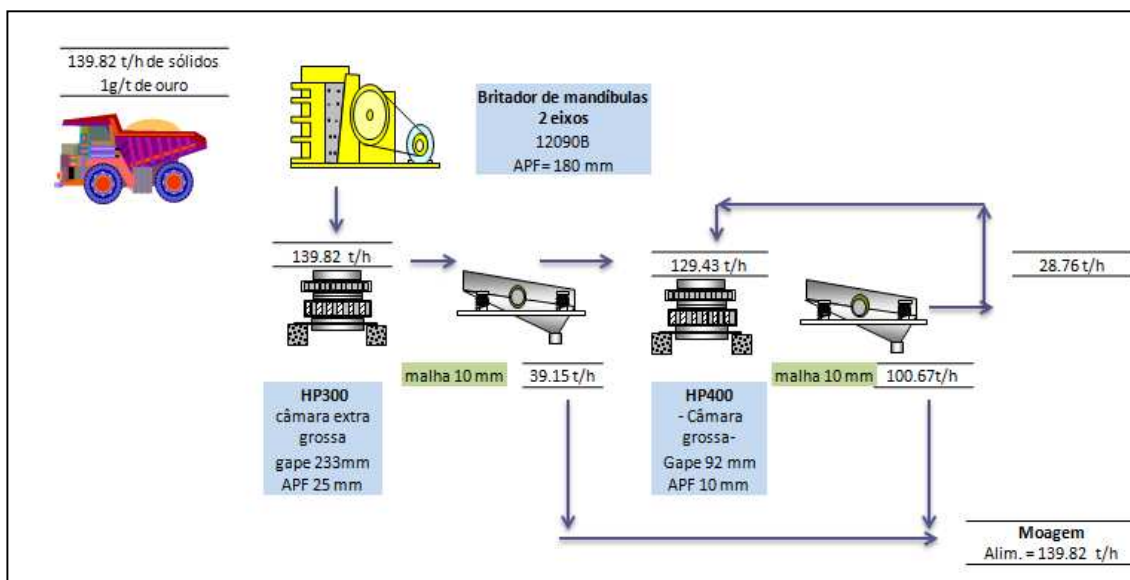 139.82 t/h de sólidos
1g/t de ouro
Britador de mandíbulas
2 eixos
12090B
APF= 180 mm
139.82 t/h
129.43 t/h
28.76 t/h
malha 10 mm
39.15 t/h
malha 10 mm
100.67t/h
HP300
câmara extra
grossa
gape 233mm
APF 25 mm
HP400
- Câmara
grossa-
Gape 92 mm
APF 10 mm
Moagem
Alim. = 139.82 t/h